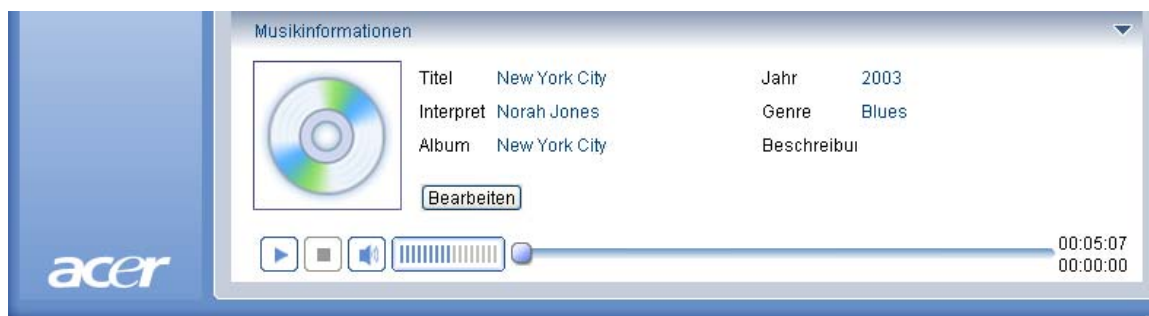 Musikinformationen
Titel New York City Jahr 2003
Interpret Norah Jones Genre Blues
Album New York City Beschreibui
Bearbeiten
00:05:07
00:00:00
acer